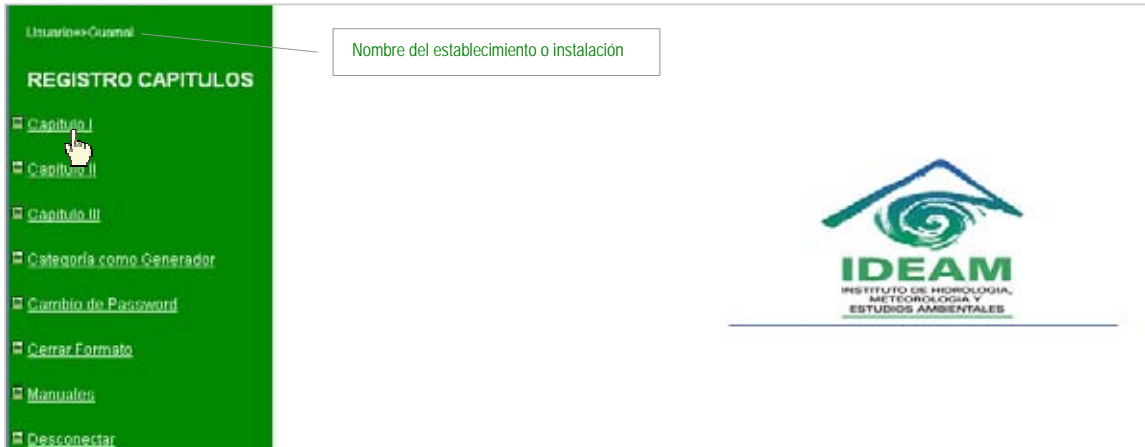 Usuario=>Guamal
Nombre del establecimiento o instalación
REGISTRO CAPITULOS
Capitulo I
Capitulo II
Capitulo III
Categoría como Generador
Cambio de Password
Cerrar Formato
Manuales
Desconectar
IDEAM
INSTITUTO DE HIDROLOGIA,
METEOROLOGIA Y
ESTUDIOS AMBIENTALES